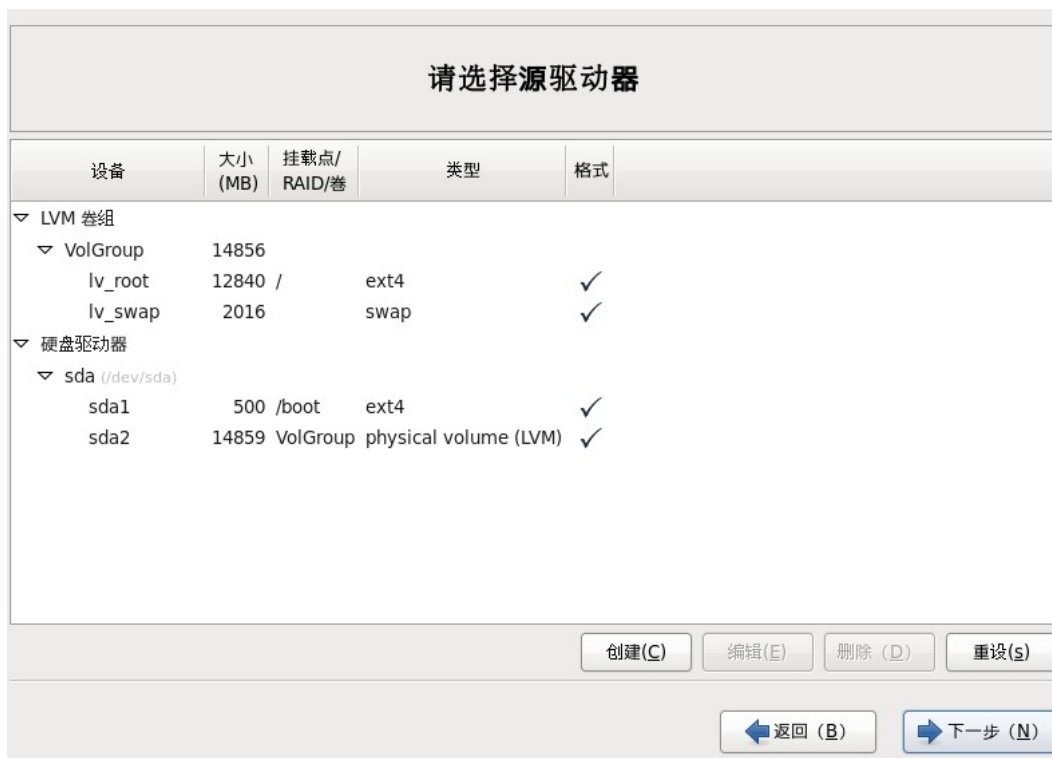 请选择源驱动器
设备 大小 (MB) 挂载点/ RAID/卷 类型 格式
LVM 卷组
VolGroup 14856
lv_root 12840 / ext4
lv_swap 2016 swap
硬盘驱动器
sda (/dev/sda)
sda1 500 /boot ext4
sda2 14859 VolGroup physical volume (LVM)
创建(C) 编辑(E) 删除（D） 重设(s)
返回（B） 下一步（N）